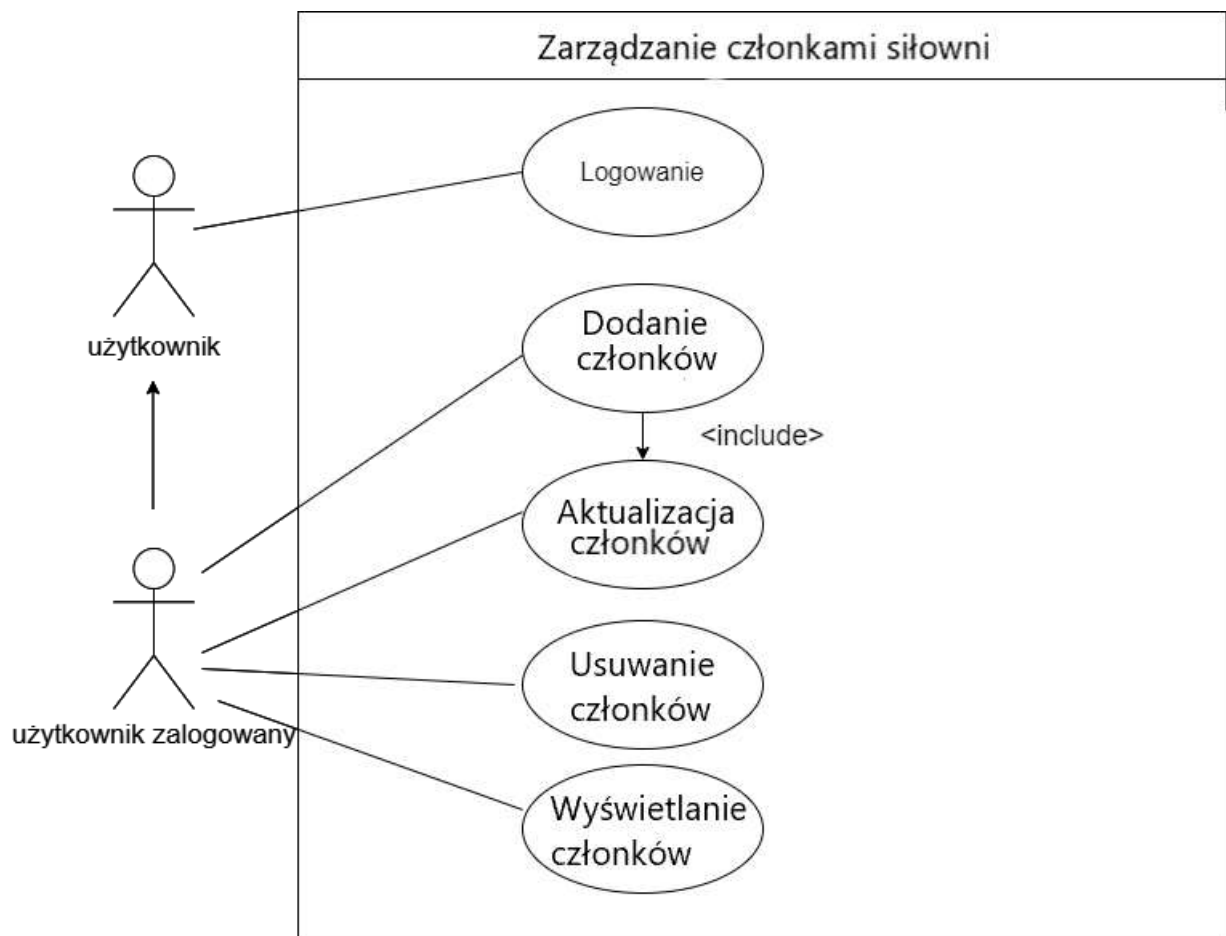 Zarządzanie członkami siłowni
Logowanie
użytkownik
Dodanie
członków
<include>
Aktualizacja
członków
Usuwanie
członków
użytkownik zalogowany
Wyświetlanie
członków